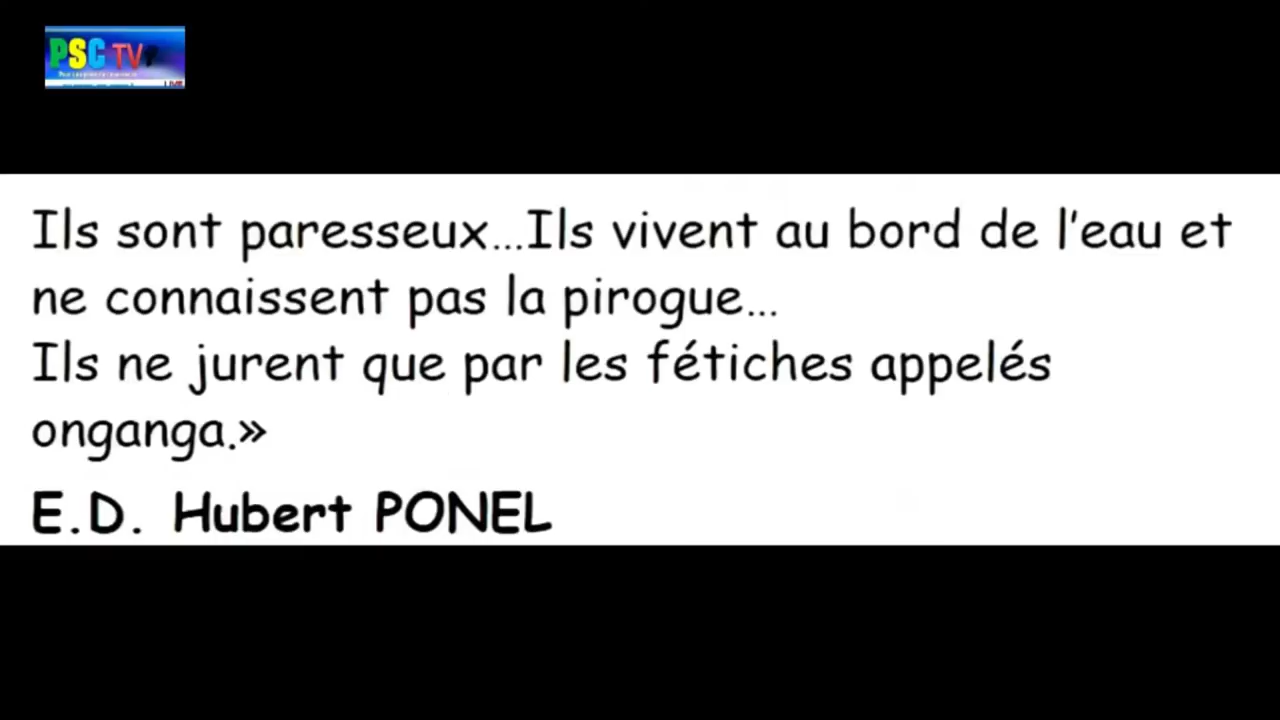 PSC TV
LIVE
Ils sont paresseux...Ils vivent au bord de l'eau et
ne connaissent pas la pirogue...
Ils ne jurent que par les fétiches appelés
onganga.»
E.D. Hubert PONEL